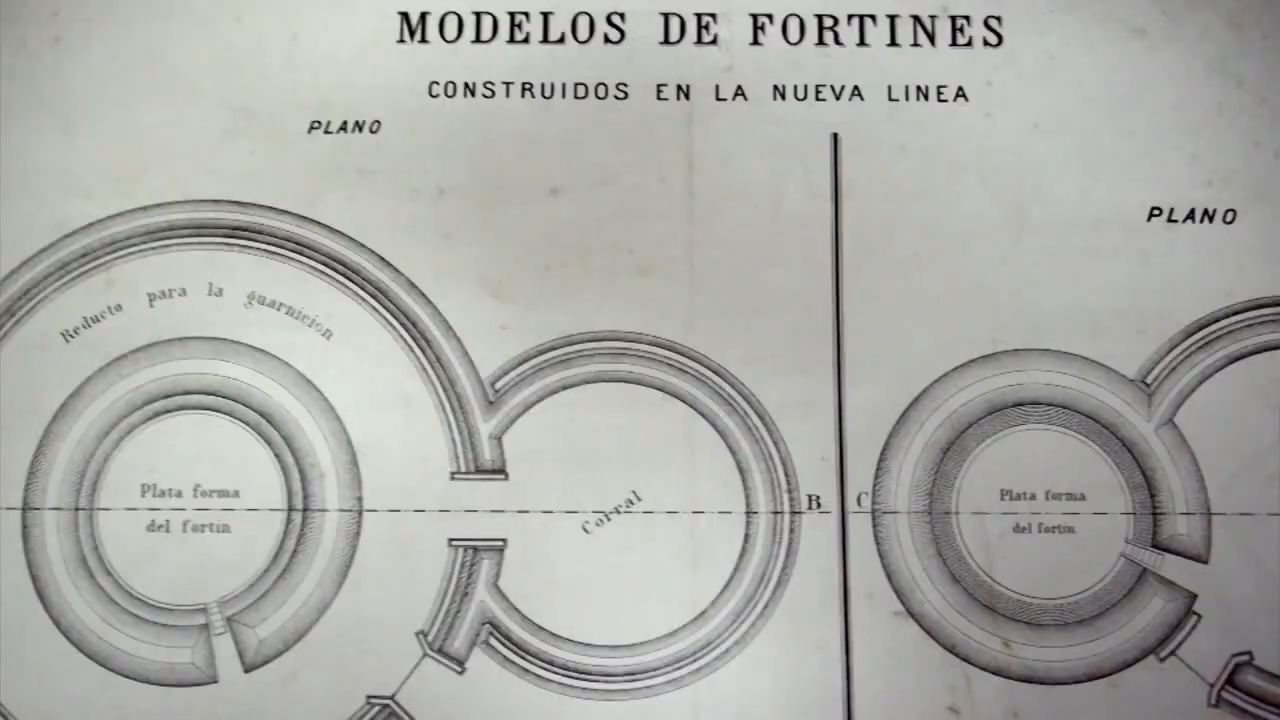 MODELOS DE FORTINES
CONSTRUIDOS EN LA NUEVA LINEA
PLANO
PLANO
Reducto para la guarnicion
Plata forma
del fortin
Corral
B
C
Plata forma
del fortin